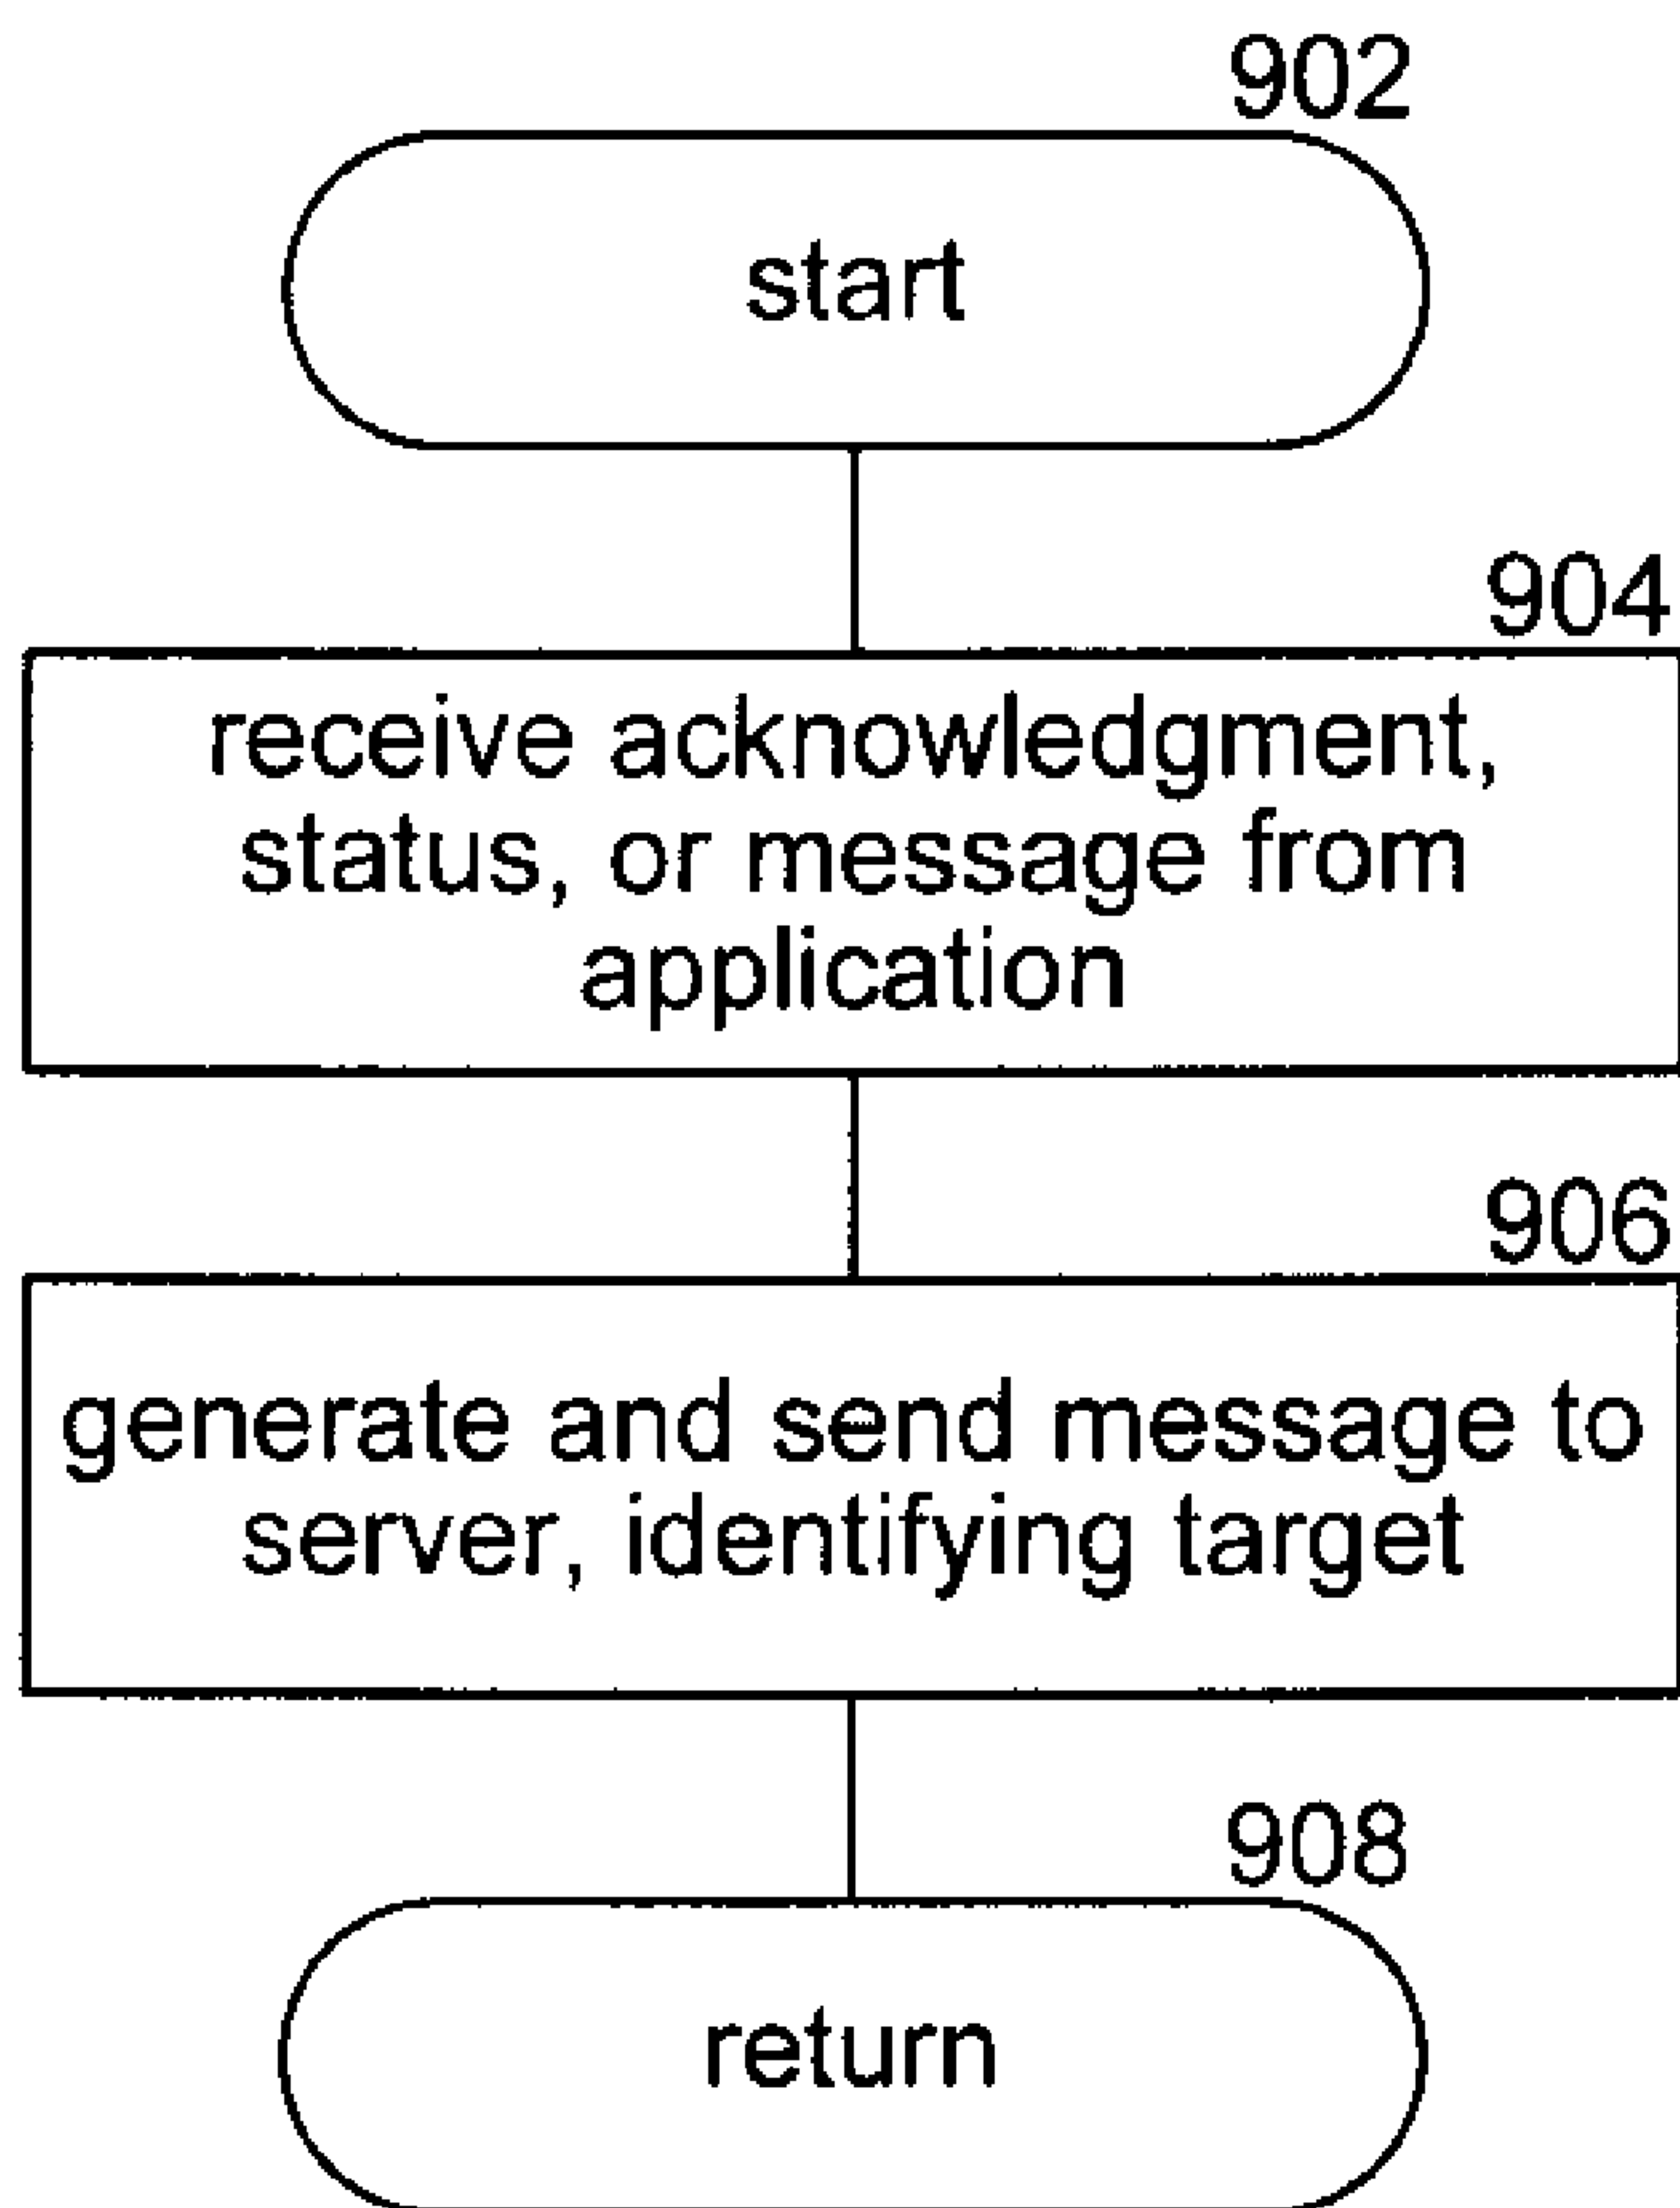 902
start
904
receive acknowledgment,
status, or message from
application
906
generate and send message to
server, identifying target
908
return